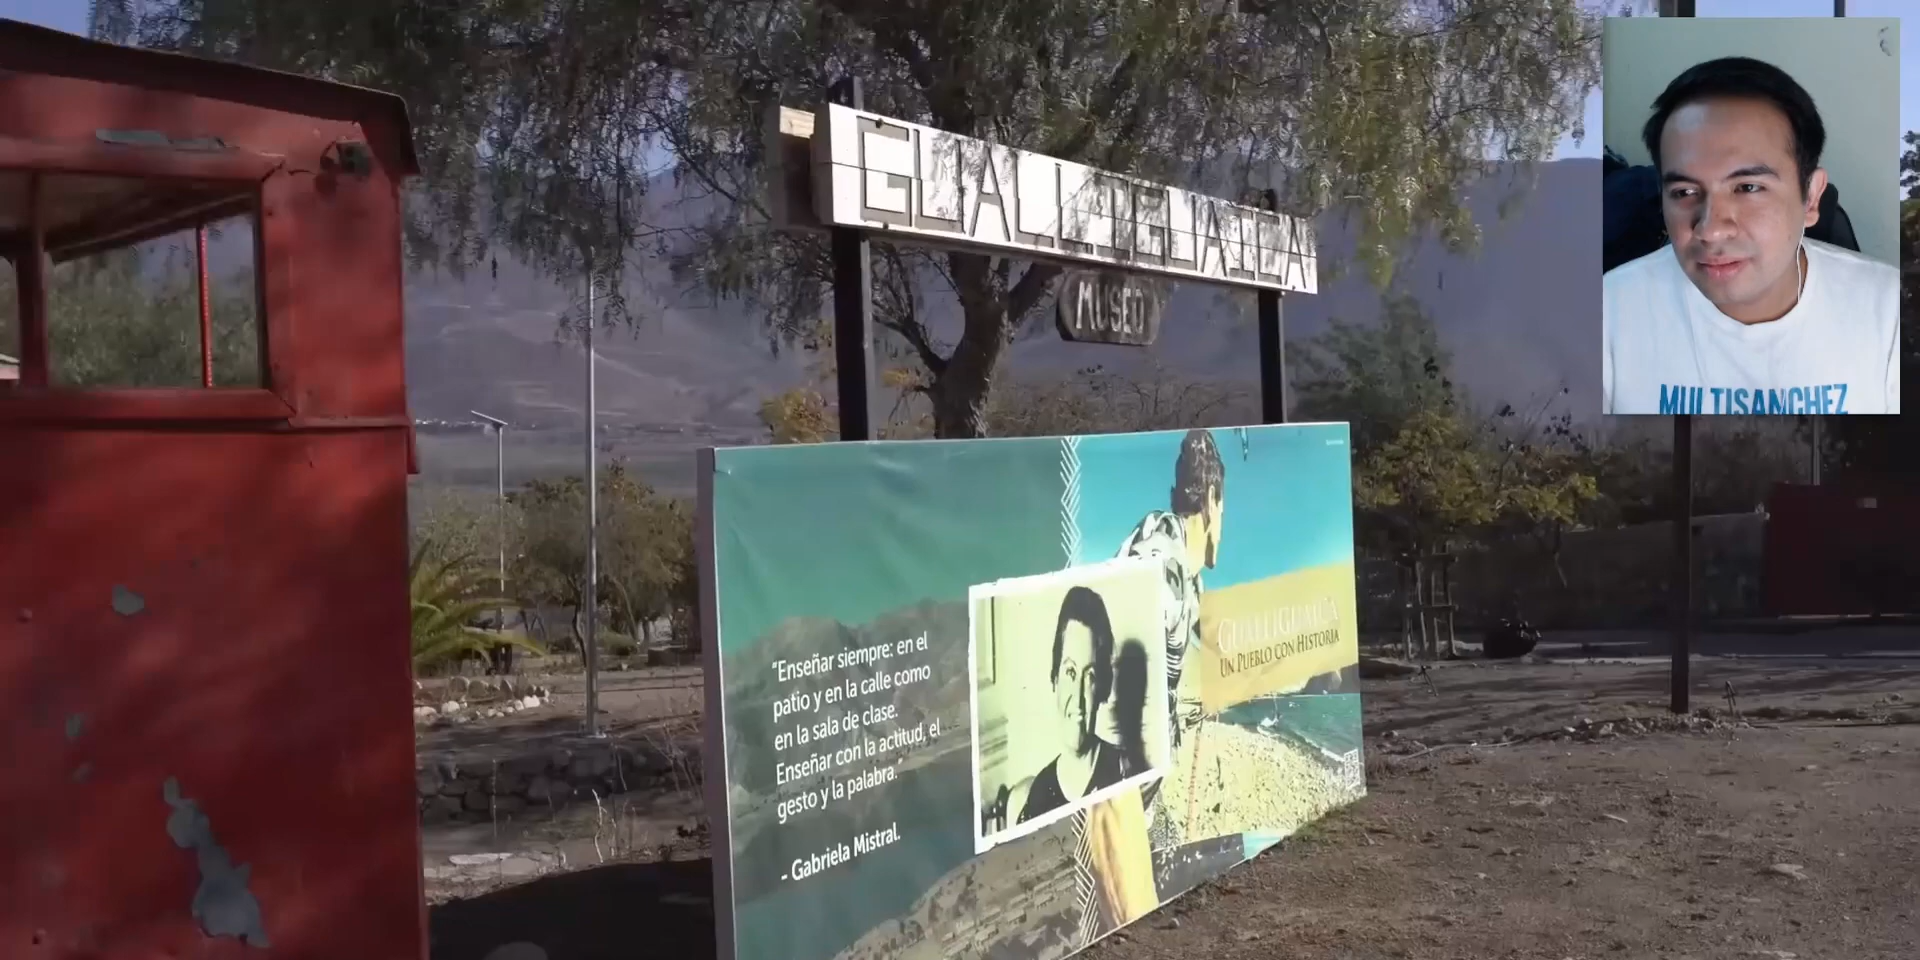 GUALLIGUAICA
MUSEO
"Enseñar siempre: en el
patio y en la calle como
en la sala de clase.
Enseñar con la actitud, el
gesto y la palabra."
- Gabriela Mistral.
GUALLIGUAICA
UN PUEBLO CON HISTORIA
MULTISANCHEZ